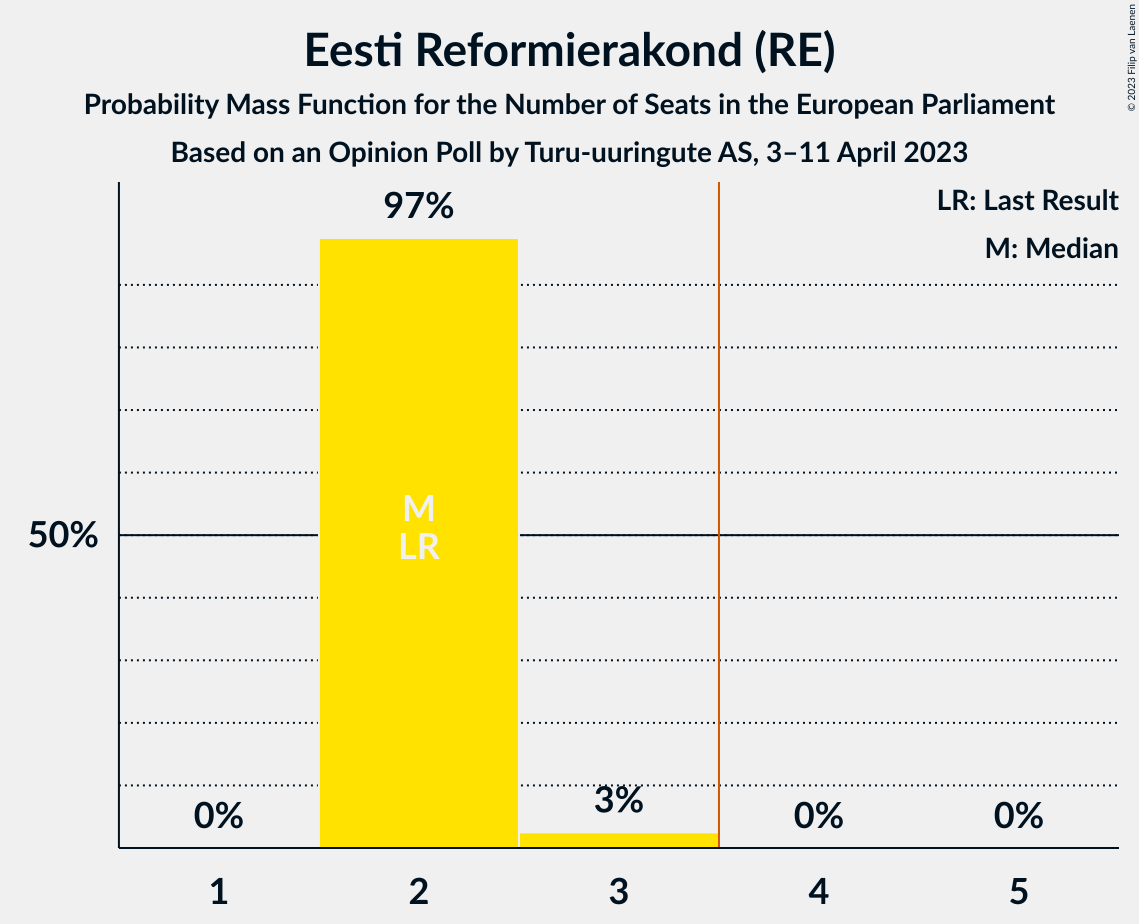 Eesti Reformierakond (RE)
Probability Mass Function for the Number of Seats in the European Parliament
Based on an Opinion Poll by Turu-uuringute AS, 3–11 April 2023
© 2023 Filip van Laenen
LR: Last Result
M: Median
97%
M
LR
50%
0%
3%
0%
0%
1
2
3
4
5